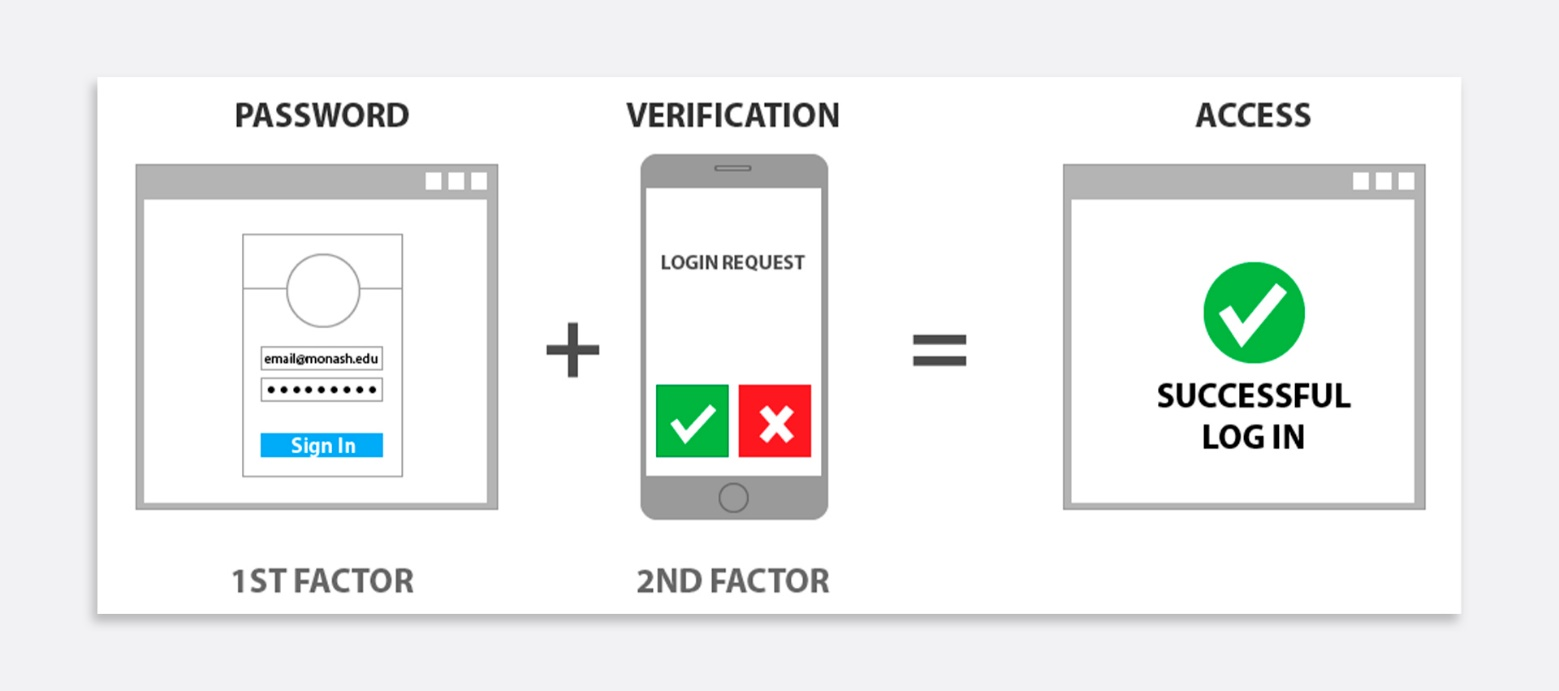 PASSWORD
VERIFICATION
ACCESS
email@monash.edu
•••••••••
Sign In
LOGIN REQUEST
SUCCESSFUL
LOG IN
1ST FACTOR
2ND FACTOR